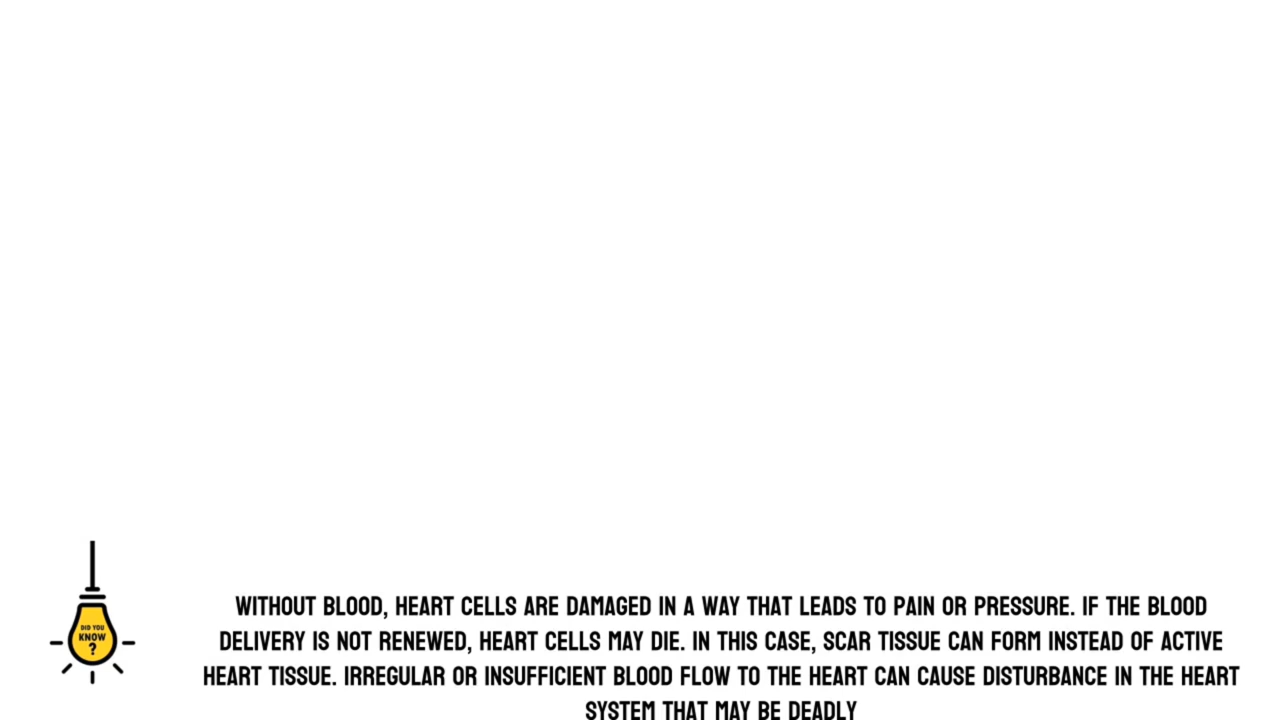 DID YOU
KNOW
?
WITHOUT BLOOD, HEART CELLS ARE DAMAGED IN A WAY THAT LEADS TO PAIN OR PRESSURE. IF THE BLOOD
DELIVERY IS NOT RENEWED, HEART CELLS MAY DIE. IN THIS CASE, SCAR TISSUE CAN FORM INSTEAD OF ACTIVE
HEART TISSUE. IRREGULAR OR INSUFFICIENT BLOOD FLOW TO THE HEART CAN CAUSE DISTURBANCE IN THE HEART
SYSTEM THAT MAY BE DEADLY